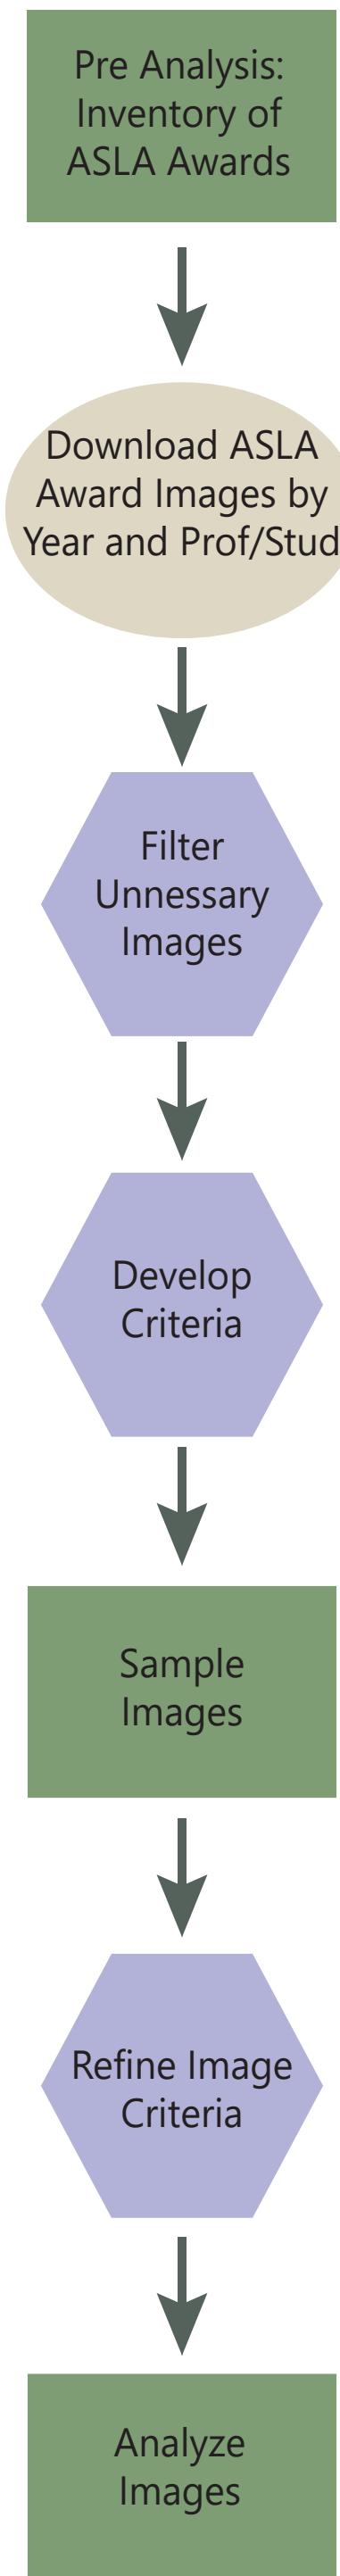 Pre Analysis:
Inventory of
ASLA Awards
Download ASLA
Award Images by
Year and Prof/Stud
Filter
Unnessary
Images
Develop
Criteria
Sample
Images
Refine Image
Criteria
Analyze
Images